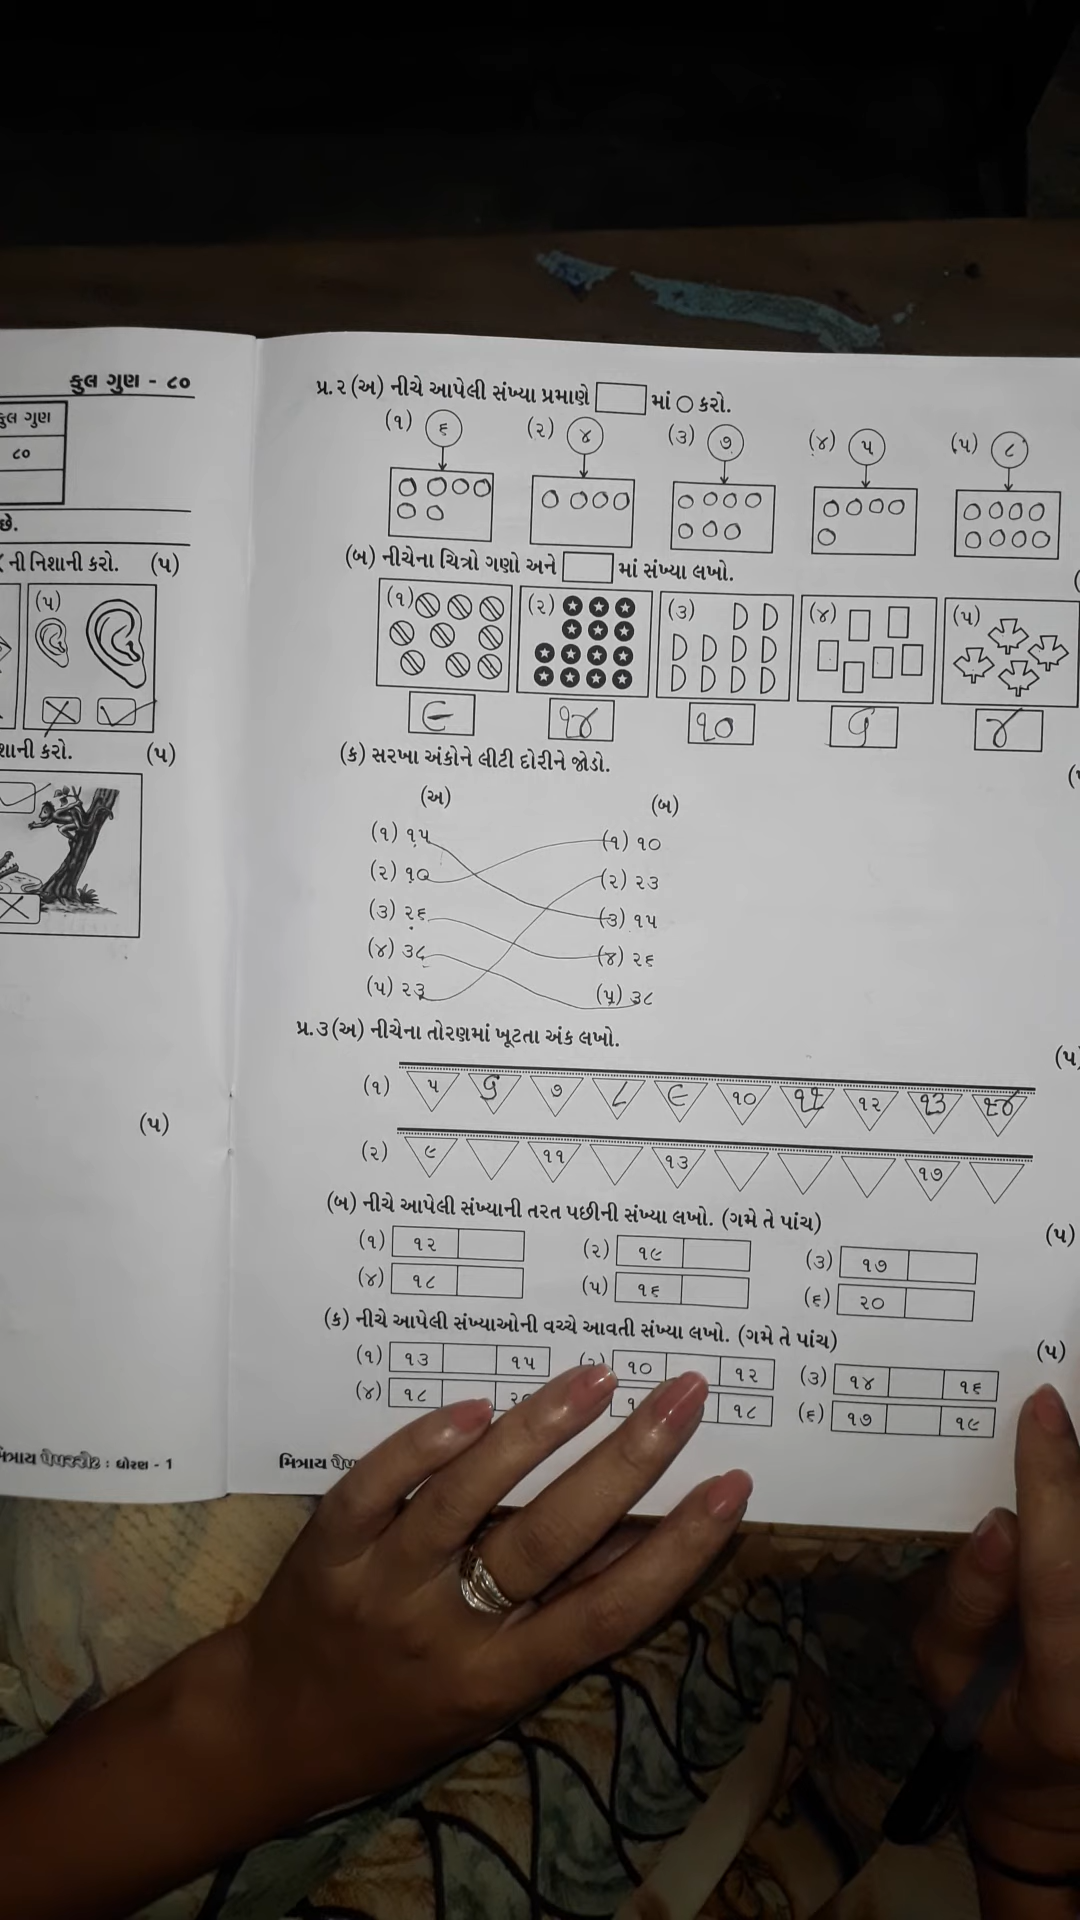 કુલ ગુણ - ૮૦
કુલ ગુણ
૮૦
છે.
ની નિશાની કરો. (૫)
(૫)
શાની કરો. (૫)
(૫)
ધોરણ - 1
પ્ર.૨ (અ) નીચે આપેલી સંખ્યા પ્રમાણે માં ○ કરો.
(૧) ૬ (૨) ૪ (૩) ૭ (૪) ૫ (૫) ૮
(બ) નીચેના ચિત્રો ગણો અને માં સંખ્યા લખો.
(૧) (૨) (૩) (૪) (૫)
૯ ૧૪ ૧૦ ૬ ૪
(ક) સરખા અંકોને લીટી દોરીને જોડો.
(અ) (બ)
(૧) ૧૫ (૧) ૧૦
(૨) ૧૦ (૨) ૨૩
(૩) ૨૬ (૩) ૧૫
(૪) ૩૮ (૪) ૨૬
(૫) ૨૩ (૫) ૩૮
પ્ર.૩ (અ) નીચેના તોરણમાં ખૂટતા અંક લખો. (૫)
(૧) ૫ ૬ ૭ ૮ ૯ ૧૦ ૧૧ ૧૨ ૧૩ ૧૪
(૨) ૯ ૧૧ ૧૩ ૧૭
(બ) નીચે આપેલી સંખ્યાની તરત પછીની સંખ્યા લખો. (ગમે તે પાંચ) (૫)
(૧) ૧૨ (૨) ૧૯ (૩) ૧૭
(૪) ૧૮ (૫) ૧૬ (૬) ૨૦
(ક) નીચે આપેલી સંખ્યાઓની વચ્ચે આવતી સંખ્યા લખો. (ગમે તે પાંચ) (૫)
(૧) ૧૩ ૧૫ ૧૦ ૧૨ (૩) ૧૪ ૧૬
(૪) ૧૮ ૧૮ (૬) ૧૭ ૧૯
મિત્રાય